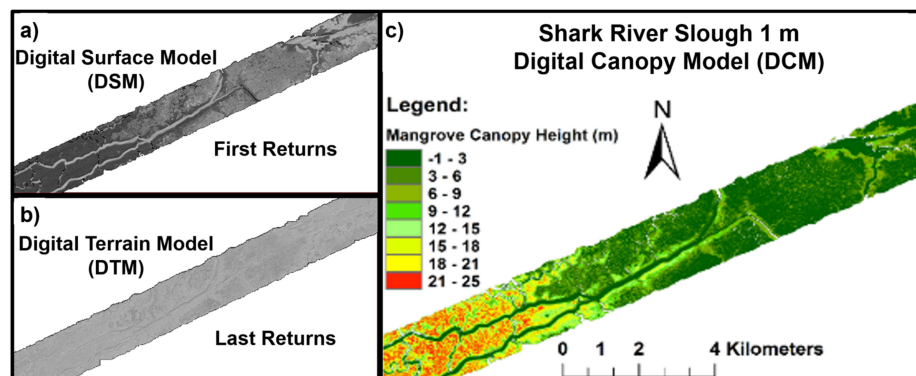 a)
Digital Surface Model
(DSM)
First Returns
b)
Digital Terrain Model
(DTM)
Last Returns
c)
Shark River Slough 1 m
Digital Canopy Model (DCM)
Legend:
Mangrove Canopy Height (m)
-1 - 3
3 - 6
6 - 9
9 - 12
12 - 15
15 - 18
18 - 21
21 - 25
N
0 1 2 4 Kilometers